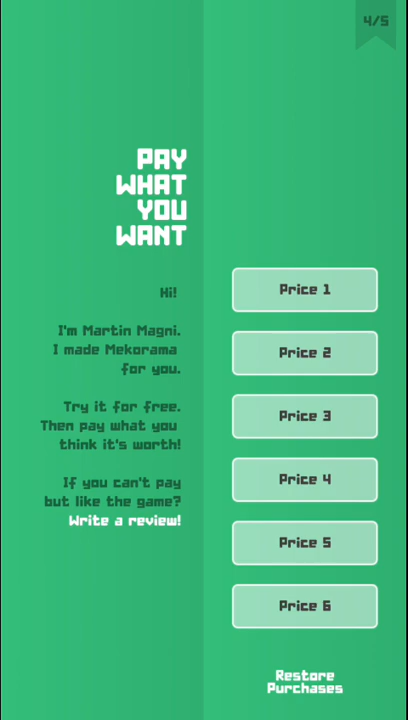 4/5
PAY
WHAT
YOU
WANT
Hi!
I'm Martin Magni.
I made Mekorama
for you.
Try it for free.
Then pay what you
think it's worth!
If you can't pay
but like the game?
Write a review!
Price 1
Price 2
Price 3
Price 4
Price 5
Price 6
Restore
Purchases